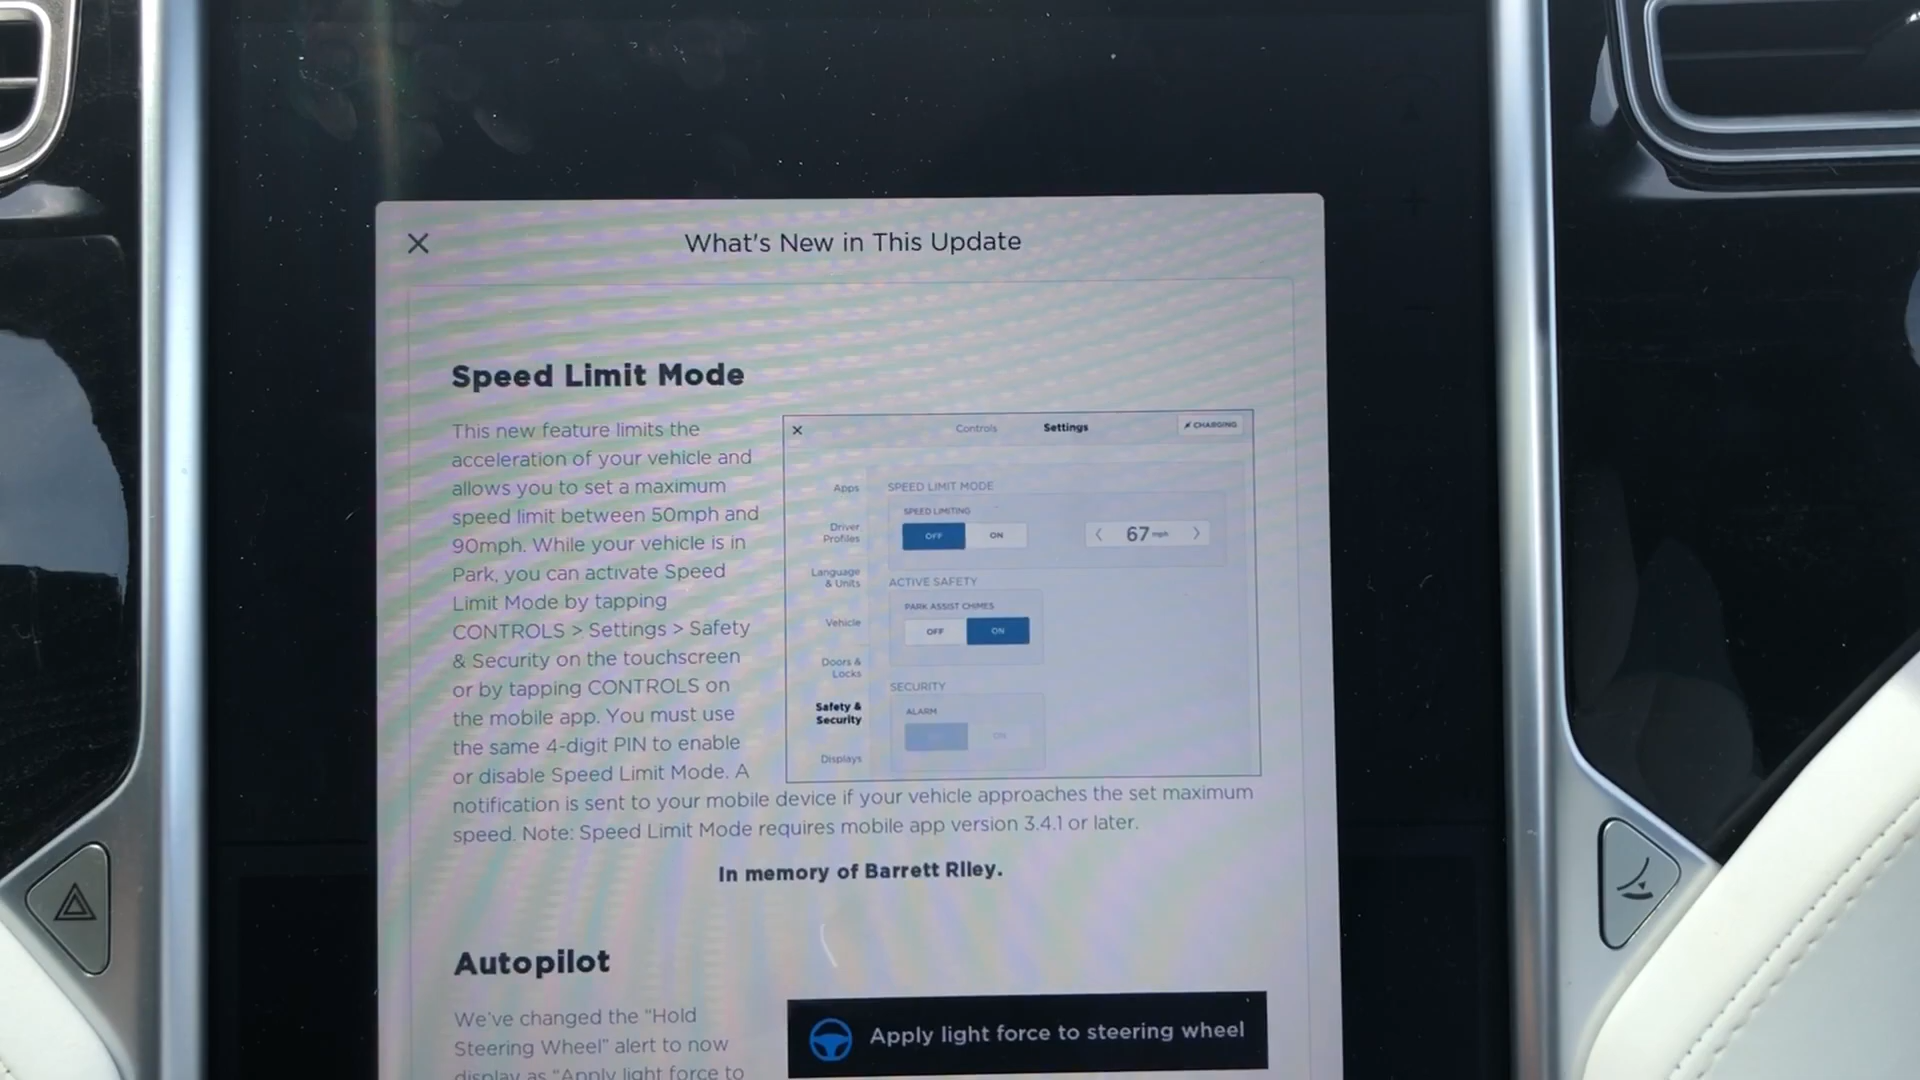 What's New in This Update
Speed Limit Mode
This new feature limits the
acceleration of your vehicle and
allows you to set a maximum
speed limit between 50mph and
90mph. While your vehicle is in
Park, you can activate Speed
Limit Mode by tapping
CONTROLS > Settings > Safety
& Security on the touchscreen
or by tapping CONTROLS on
the mobile app. You must use
the same 4-digit PIN to enable
or disable Speed Limit Mode. A
notification is sent to your mobile device if your vehicle approaches the set maximum
speed. Note: Speed Limit Mode requires mobile app version 3.4.1 or later.
Controls
Settings
CHARGING
Apps
Driver
Profiles
Language
& Units
Vehicle
Doors &
Locks
Safety &
Security
Displays
SPEED LIMIT MODE
SPEED LIMITING
OFF ON
67 mph
ACTIVE SAFETY
PARK ASSIST CHIMES
OFF ON
SECURITY
ALARM
ON
In memory of Barrett RIley.
Autopilot
We've changed the "Hold
Steering Wheel" alert to now
display as "Apply light force to
Apply light force to steering wheel